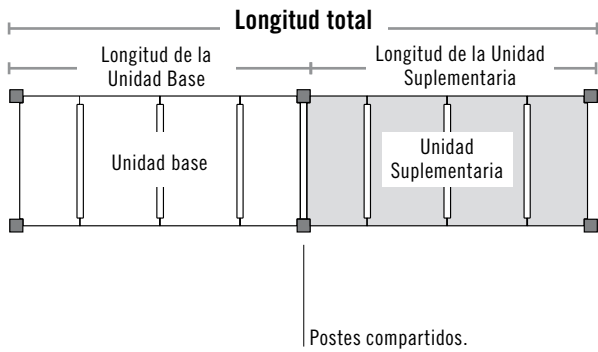 Longitud total
Longitud de la
Unidad Base
Longitud de la Unidad
Suplementaria
Unidad base
Unidad
Suplementaria
Postes compartidos.